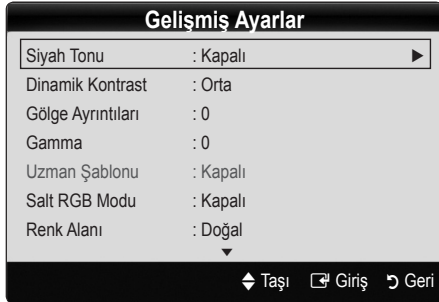 Gelişmiş Ayarlar
Siyah Tonu : Kapalı ►
Dinamik Kontrast : Orta
Gölge Ayrıntıları : 0
Gamma : 0
Uzman Şablonu : Kapalı
Salt RGB Modu : Kapalı
Renk Alanı : Doğal
▼
Taşı Giriş Geri